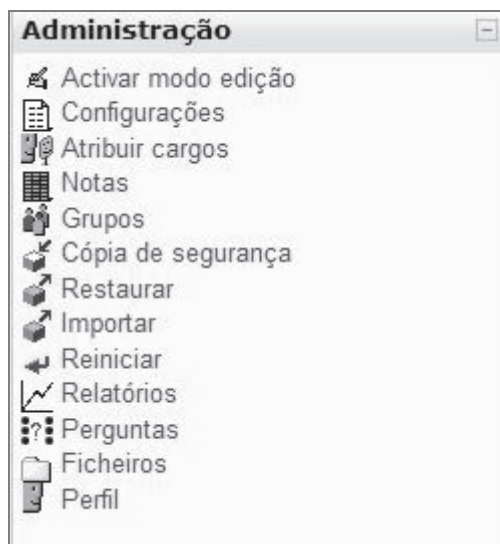 Administração
Activar modo edição
Configurações
Atribuir cargos
Notas
Grupos
Cópia de segurança
Restaurar
Importar
Reiniciar
Relatórios
Perguntas
Ficheiros
Perfil